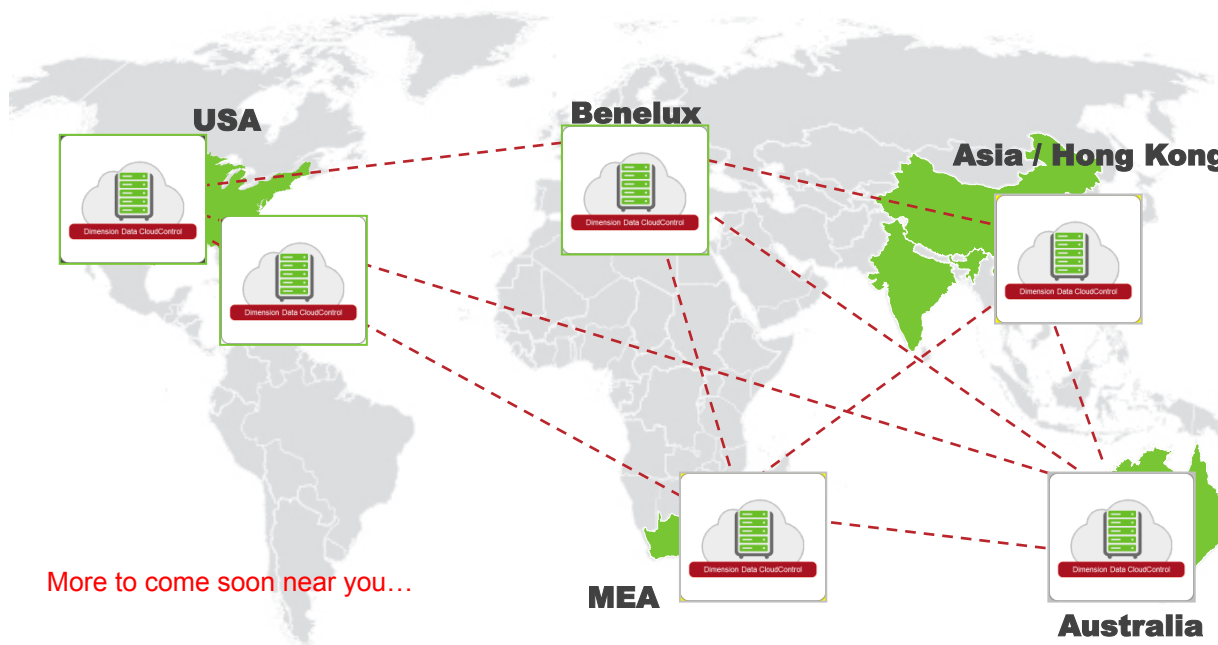 USA
Benelux
Asia / Hong Kong
Dimension Data CloudControl
Dimension Data CloudControl
Dimension Data CloudControl
Dimension Data CloudControl
Dimension Data CloudControl
Dimension Data CloudControl
More to come soon near you…
MEA
Australia